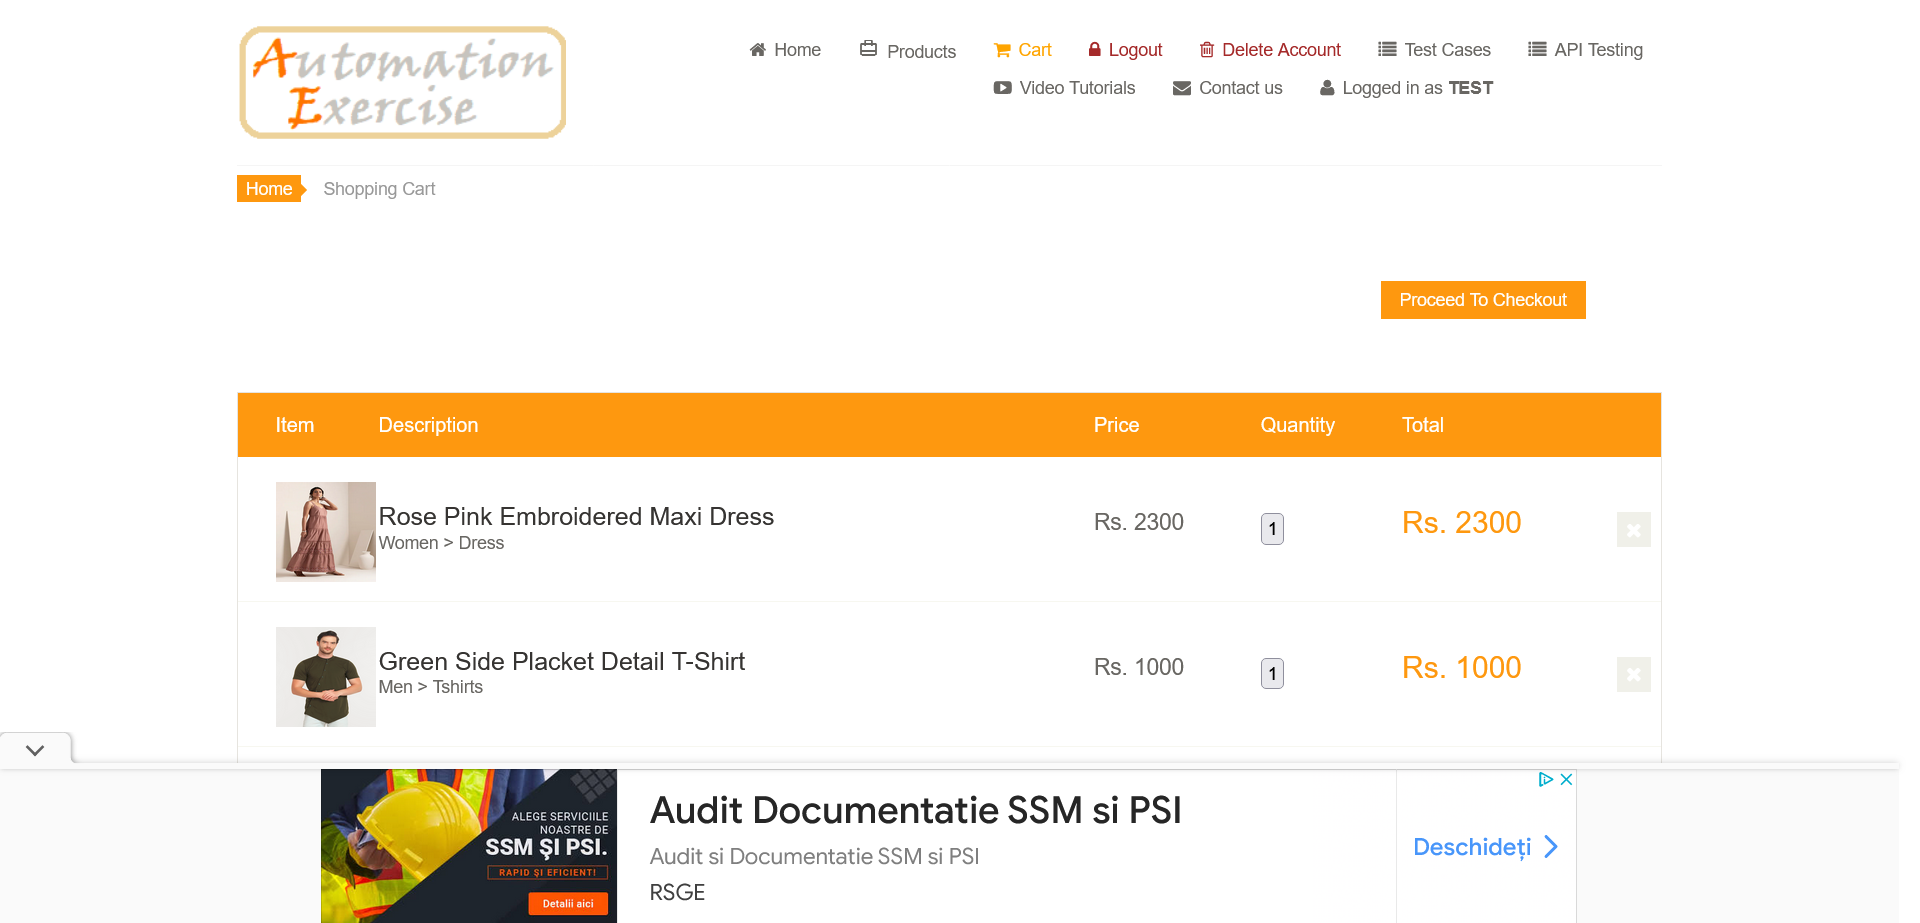 Automation
Exercise
Home
Products
Cart
Logout
Delete Account
Test Cases
API Testing
Video Tutorials
Contact us
Logged in as TEST
Home
Shopping Cart
Proceed To Checkout
Item Description Price Quantity Total
Rose Pink Embroidered Maxi Dress
Women > Dress
Rs. 2300
1
Rs. 2300
Green Side Placket Detail T-Shirt
Men > Tshirts
Rs. 1000
1
Rs. 1000
ALEGE SERVICIILE
NOASTRE DE
SSM ȘI PSI.
RAPID ȘI EFICIENT!
Detalii aici
Audit Documentatie SSM si PSI
Audit si Documentatie SSM si PSI
RSGE
Deschideți